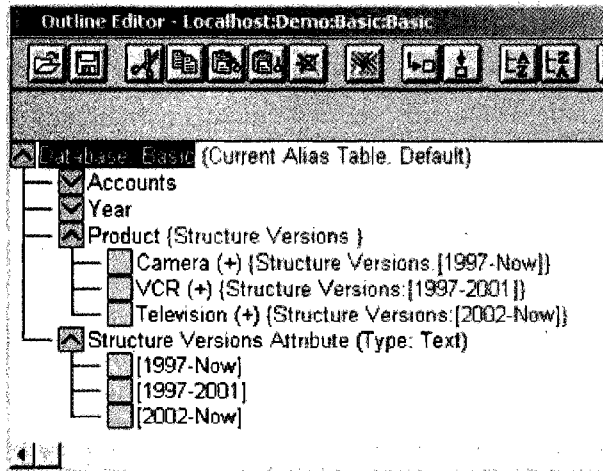 Outline Editor - Localhost:Demo:Basic:Basic
A Z
Z A
Database: Basic (Current Alias Table. Default)
Accounts
Year
Product {Structure Versions }
Camera (+) {Structure Versions:[1997-Now]}
VCR (+) {Structure Versions:[1997-2001]}
Television (+) {Structure Versions:[2002-Now]}
Structure Versions Attribute (Type: Text)
[1997-Now]
[1997-2001]
[2002-Now]